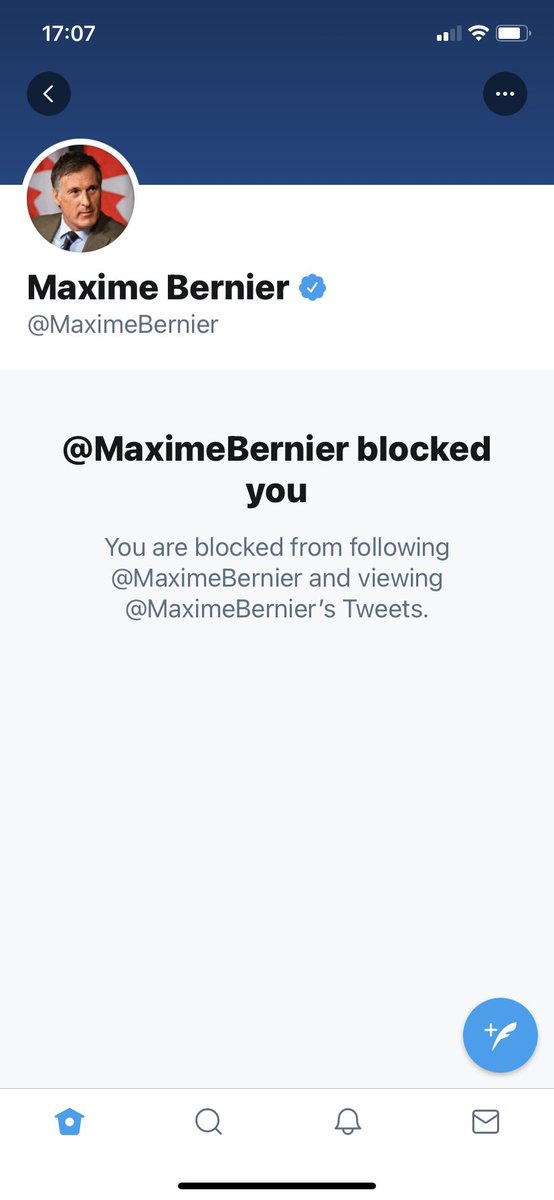 17:07
Maxime Bernier
@MaximeBernier
@MaximeBernier blocked
you
You are blocked from following
@MaximeBernier and viewing
@MaximeBernier’s Tweets.